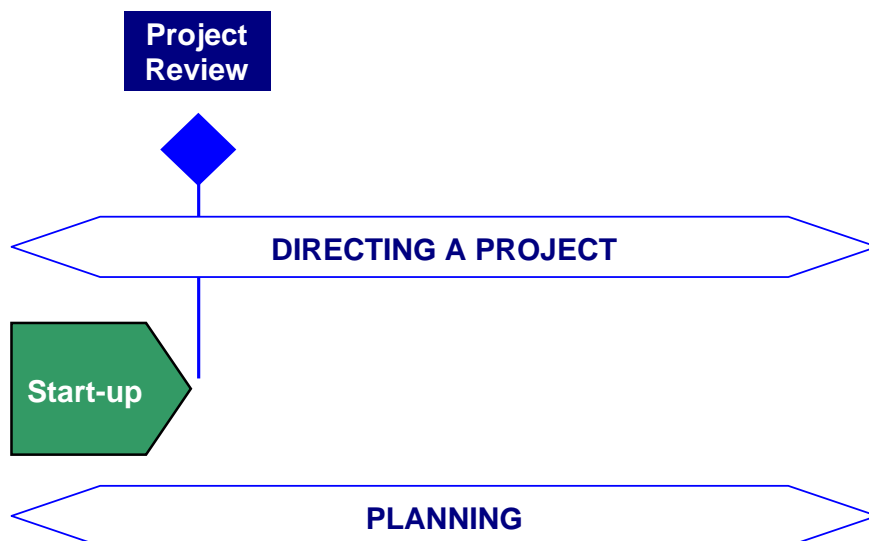 Project
Review
DIRECTING A PROJECT
Start-up
PLANNING